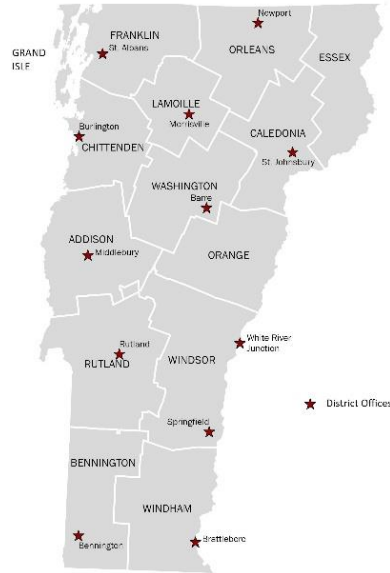 Newport
FRANKLIN
St. Albans
GRAND
ISLE
ORLEANS
ESSEX
LAMOILLE
Morrisville
Burlington
CHITTENDEN
CALEDONIA
St. Johnsbury
WASHINGTON
Barre
ADDISON
Middlebury
ORANGE
White River
Junction
Rutland
RUTLAND
WINDSOR
District Offices
Springfield
BENNINGTON
WINDHAM
Bennington
Brattleboro